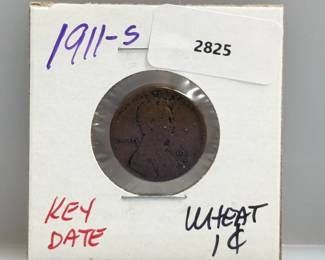 1911-S
2825
KEY
DATE
WHEAT
1¢